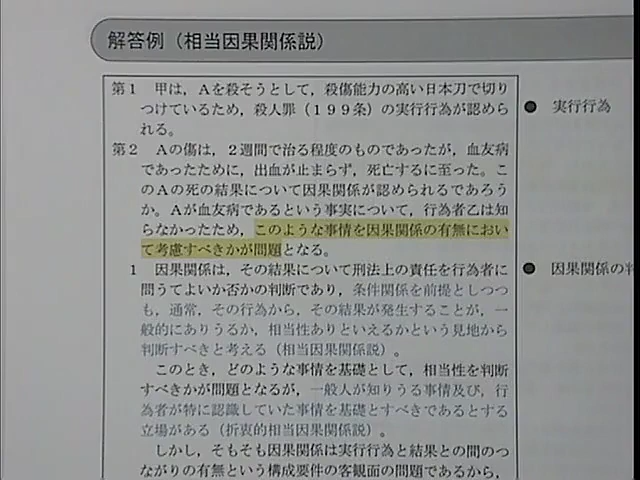 解答例（相当因果関係説）
第１　甲は，Ａを殺そうとして，殺傷能力の高い日本刀で切り
つけているため，殺人罪（１９９条）の実行行為が認めら
れる。
● 実行行為
第２　Ａの傷は，２週間で治る程度のものであったが，血友病
であったために，出血が止まらず，死亡するに至った。こ
のＡの死の結果について因果関係が認められるであろう
か。Ａが血友病であるという事実について，行為者乙は知
らなかったため，このような事情を因果関係の有無におい
て考慮すべきかが問題となる。
１　因果関係は，その結果について刑法上の責任を行為者に
● 因果関係の判
問うてよいか否かの判断であり，条件関係を前提としつつ
も，通常，その行為から，その結果が発生することが，一
般的にありうるか，相当性ありといえるかという見地から
判断すべきと考える（相当因果関係説）。
このとき，どのような事情を基礎として，相当性を判断
すべきかが問題となるが，一般人が知りうる事情及び，行
為者が特に認識していた事情を基礎とすべきであるとする
立場がある（折衷的相当因果関係説）。
しかし，そもそも因果関係は実行行為と結果との間のつ
ながりの有無という構成要件の客観面の問題であるから，